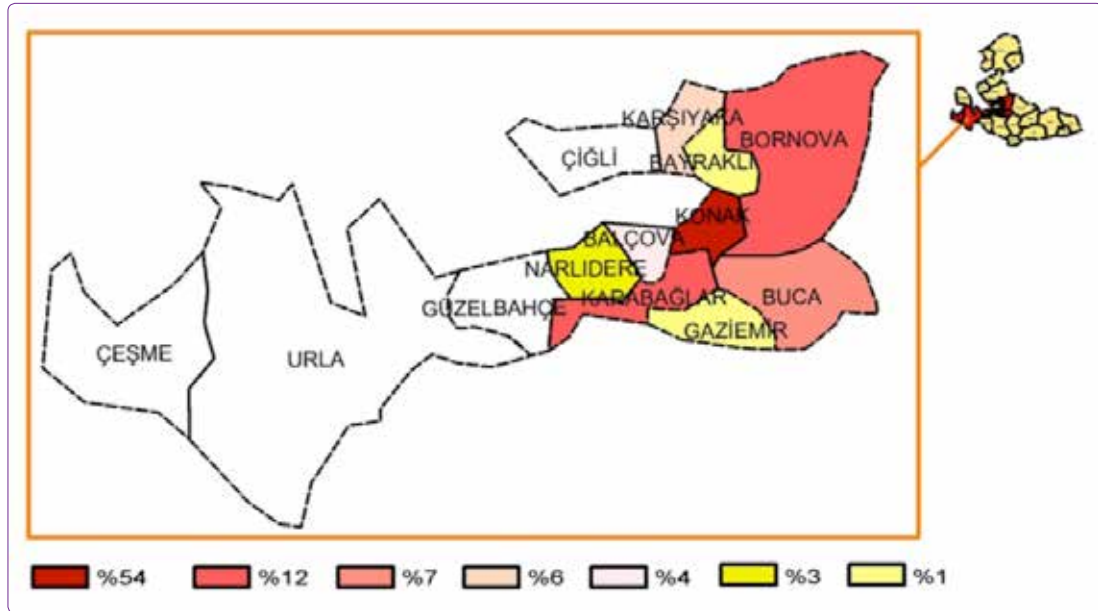 KARŞIYAKA
BORNOVA
ÇİĞLİ
BAYRAKLI
KONAK
BALÇOVA
NARLIDERE
KARABAĞLAR
BUCA
GÜZELBAHÇE
GAZİEMİR
ÇEŞME
URLA
%54 %12 %7 %6 %4 %3 %1